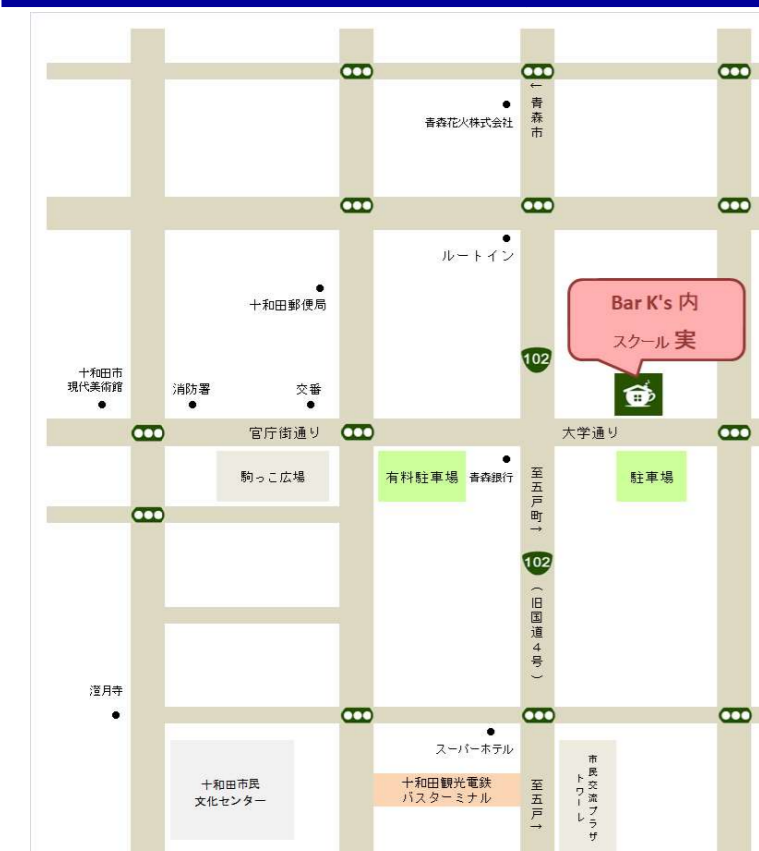 ←青森市
青森花火株式会社
ルートイン
十和田郵便局
Bar K's 内
スクール 実
102
十和田市
現代美術館
消防署
交番
官庁街通り
大学通り
駒っこ広場
有料駐車場
青森銀行
至五戸町→
駐車場
102
（旧国道4号）
澄月寺
スーパーホテル
十和田市民
文化センター
十和田観光電鉄
バスターミナル
至五戸→
市民交流プラザ
トワーレ